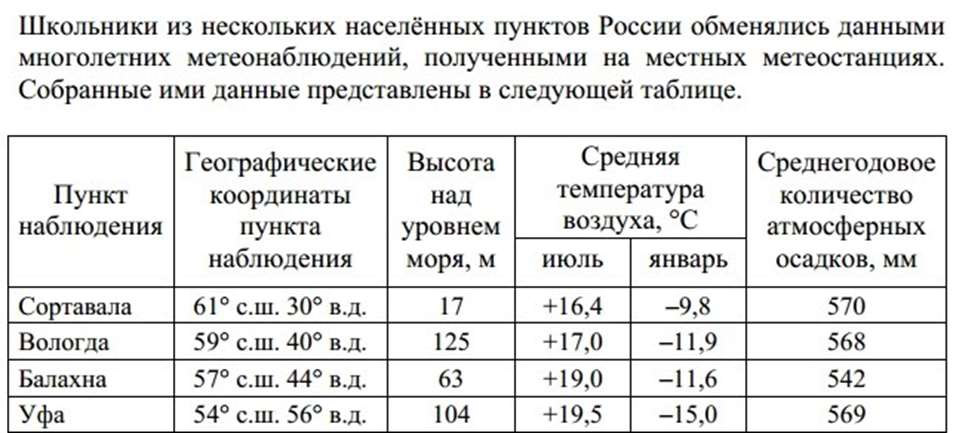 Школьники из нескольких населённых пунктов России обменялись данными
многолетних метеонаблюдений, полученными на местных метеостанциях.
Собранные ими данные представлены в следующей таблице.
Пункт наблюдения | Географические координаты пункта наблюдения | Высота над уровнем моря, м | Средняя температура воздуха, °С | Среднегодовое количество атмосферных осадков, мм
июль | январь
Сортавала | 61° с.ш. 30° в.д. | 17 | +16,4 | –9,8 | 570
Вологда | 59° с.ш. 40° в.д. | 125 | +17,0 | –11,9 | 568
Балахна | 57° с.ш. 44° в.д. | 63 | +19,0 | –11,6 | 542
Уфа | 54° с.ш. 56° в.д. | 104 | +19,5 | –15,0 | 569